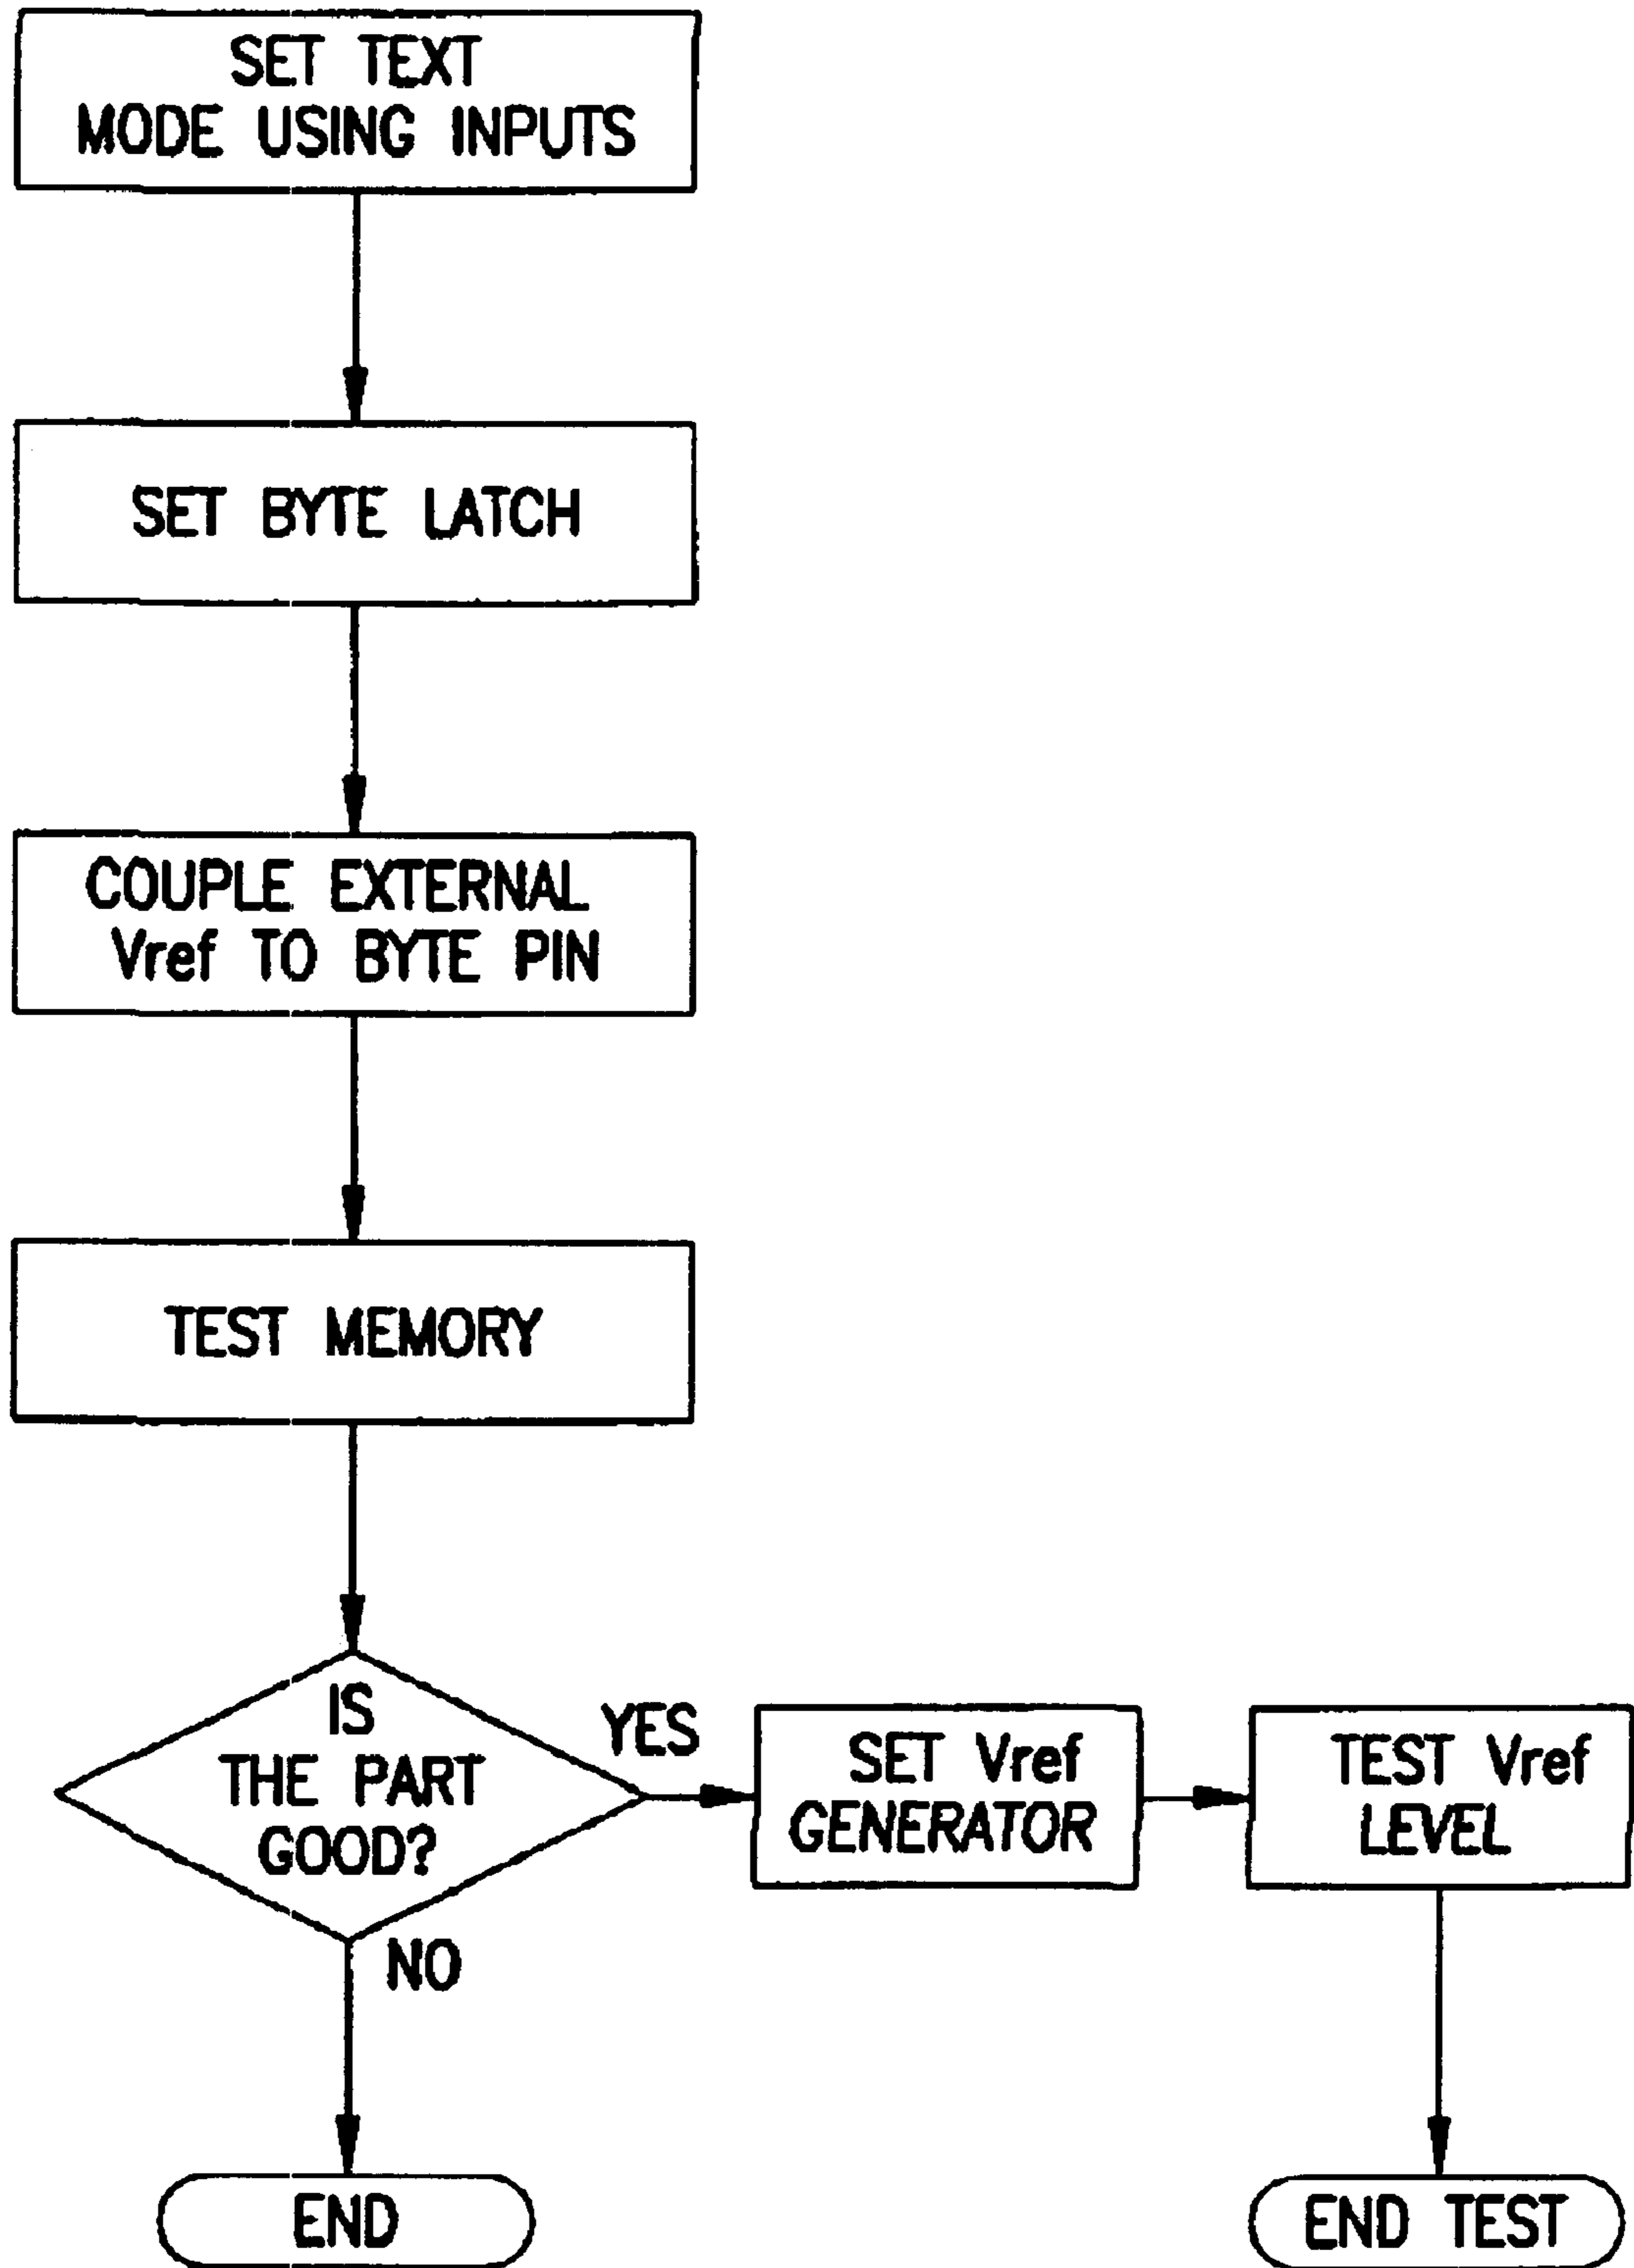 SET TEXT
MODE USING INPUTS
SET BYTE LATCH
COUPLE EXTERNAL
Vref TO BYTE PIN
TEST MEMORY
IS
THE PART
GOOD?
YES
SET Vref
GENERATOR
TEST Vref
LEVEL
NO
END
END TEST